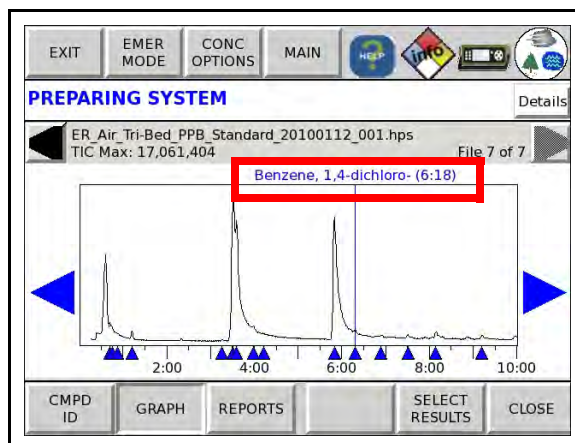 EXIT
EMER
MODE
CONC
OPTIONS
MAIN
HELP
info
PREPARING SYSTEM
Details
ER_Air_Tri-Bed_PPB_Standard_20100112_001.hps
TIC Max: 17,061,404
File 7 of 7
Benzene, 1,4-dichloro- (6:18)
2:00 4:00 6:00 8:00 10:00
CMPD
ID
GRAPH
REPORTS
SELECT
RESULTS
CLOSE